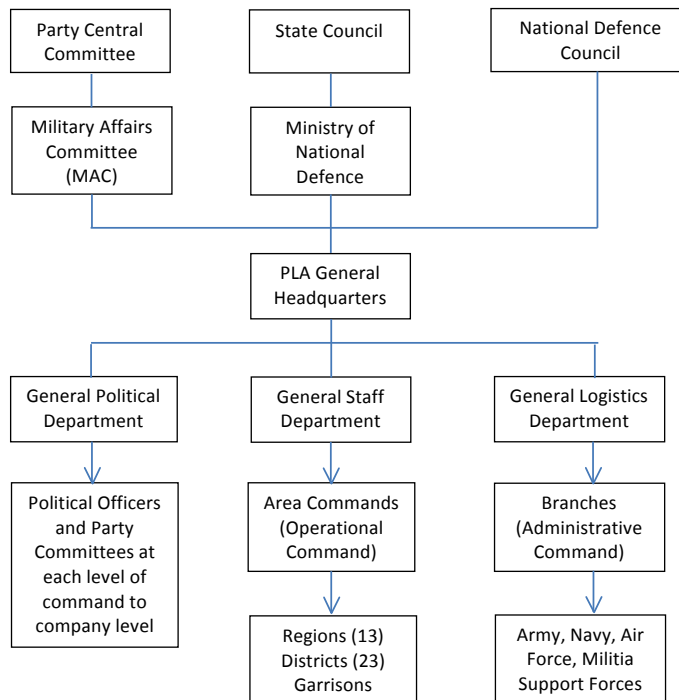 Party Central
Committee
State Council
National Defence
Council
Military Affairs
Committee
(MAC)
Ministry of
National
Defence
PLA General
Headquarters
General Political
Department
General Staff
Department
General Logistics
Department
Political Officers
and Party
Committees at
each level of
command to
company level
Area Commands
(Operational
Command)
Branches
(Administrative
Command)
Regions (13)
Districts (23)
Garrisons
Army, Navy, Air
Force, Militia
Support Forces